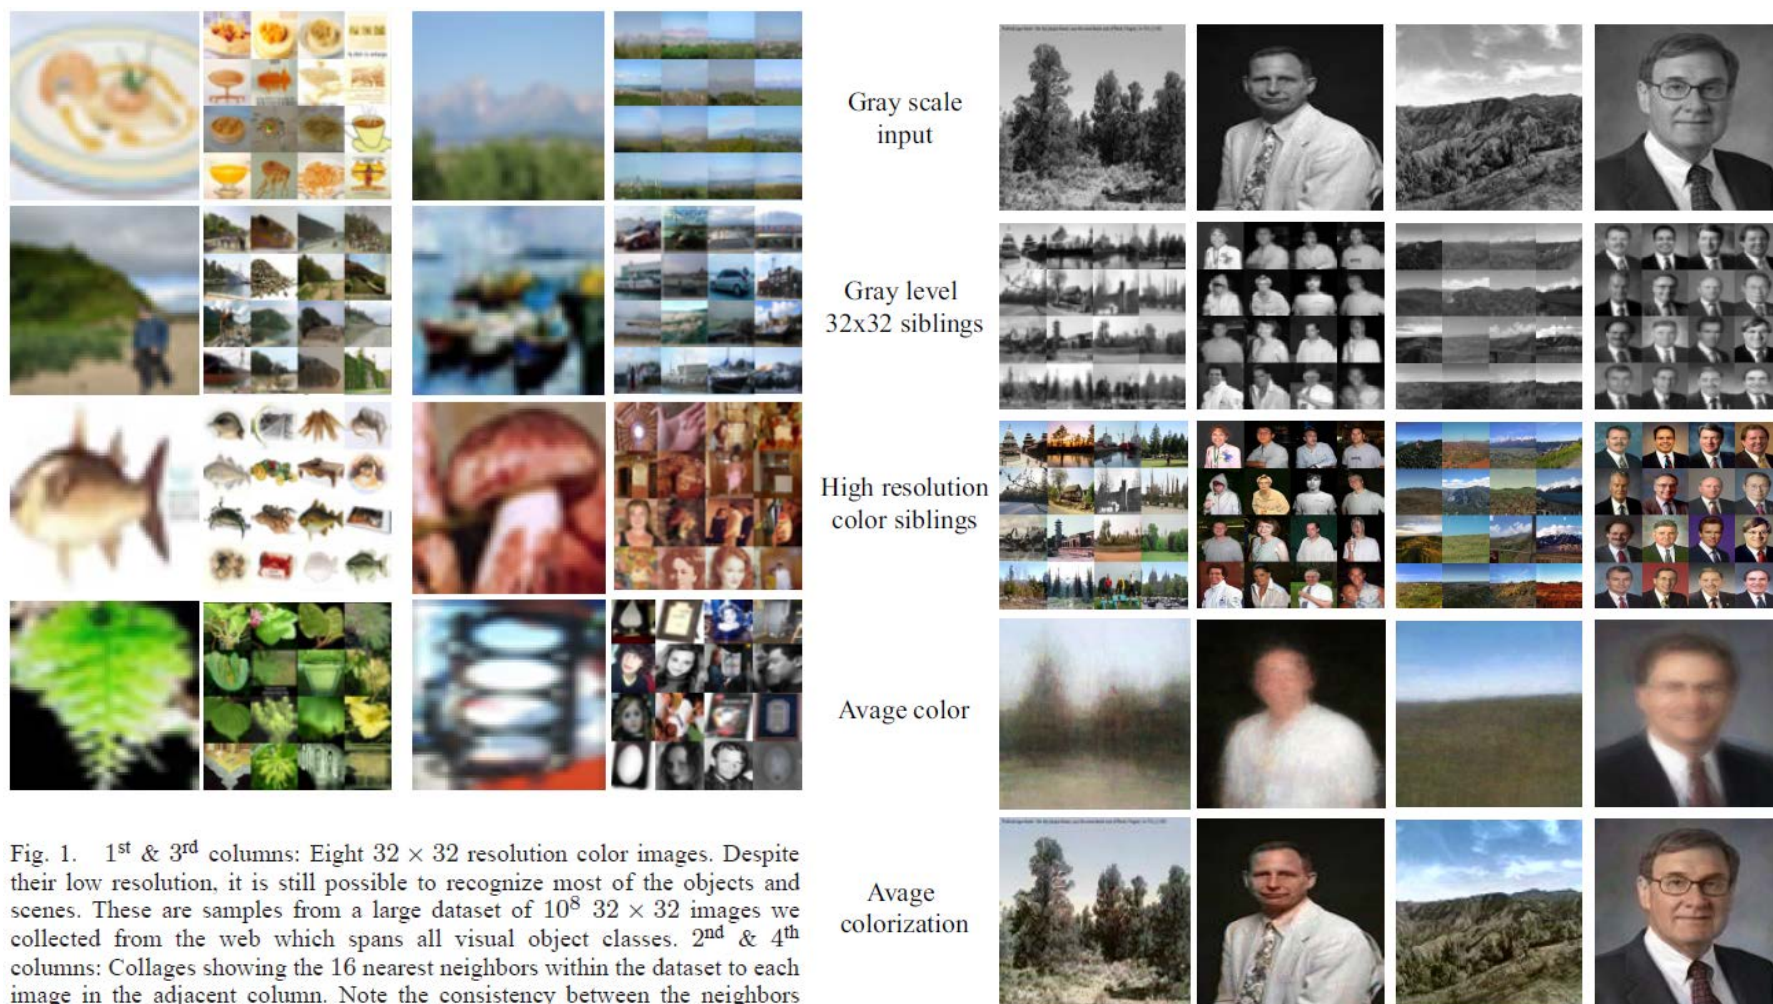 Gray scale
input
Gray level
32x32 siblings
High resolution
color siblings
Avage color
Avage
colorization
Fig. 1. 1st & 3rd columns: Eight 32 × 32 resolution color images. Despite
their low resolution, it is still possible to recognize most of the objects and
scenes. These are samples from a large dataset of 10⁸ 32 × 32 images we
collected from the web which spans all visual object classes. 2nd & 4th
columns: Collages showing the 16 nearest neighbors within the dataset to each
image in the adjacent column. Note the consistency between the neighbors